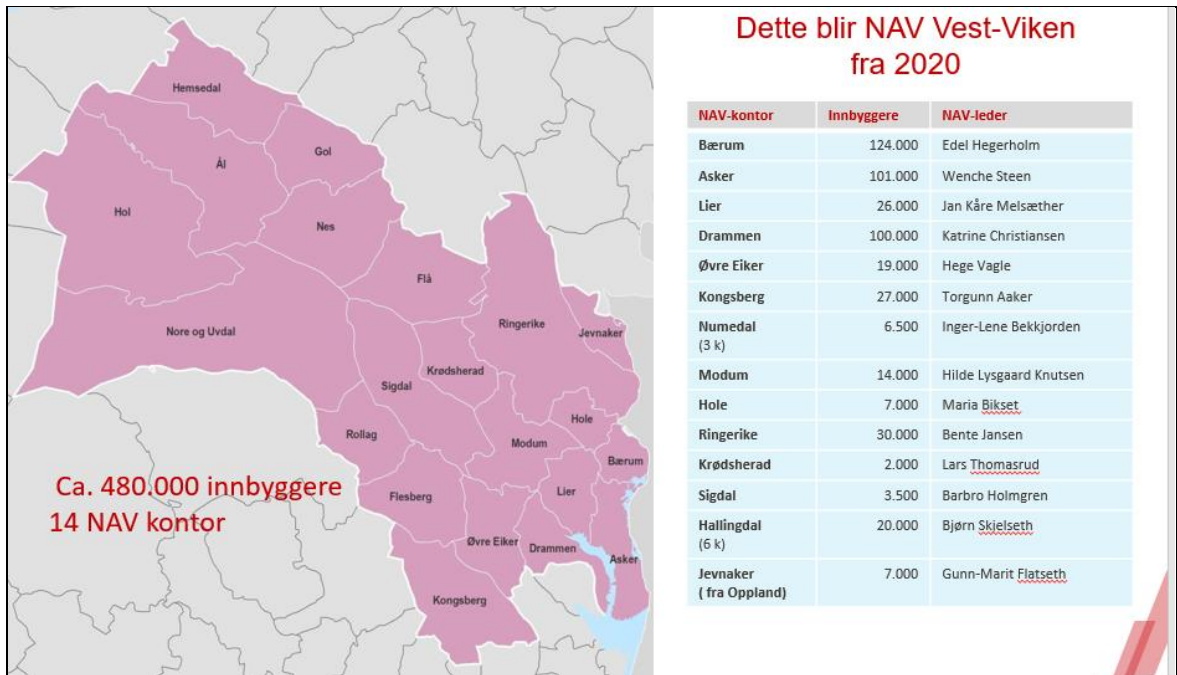 Hemsedal
Gol
Ål
Hol
Nes
Flå
Nore og Uvdal
Ringerike
Jevnaker
Krødsherad
Sigdal
Hole
Rollag
Modum
Bærum
Lier
Flesberg
Øvre Eiker
Drammen
Asker
Kongsberg
Ca. 480.000 innbyggere
14 NAV kontor
Dette blir NAV Vest-Viken
fra 2020
NAV-kontor Innbyggere NAV-leder
Bærum 124.000 Edel Hegerholm
Asker 101.000 Wenche Steen
Lier 26.000 Jan Kåre Melsæther
Drammen 100.000 Katrine Christiansen
Øvre Eiker 19.000 Hege Vagle
Kongsberg 27.000 Torgunn Aaker
Numedal 6.500 Inger-Lene Bekkjorden
(3 k)
Modum 14.000 Hilde Lysgaard Knutsen
Hole 7.000 Maria Bikset
Ringerike 30.000 Bente Jansen
Krødsherad 2.000 Lars Thomasrud
Sigdal 3.500 Barbro Holmgren
Hallingdal 20.000 Bjørn Skjelseth
(6 k)
Jevnaker 7.000 Gunn-Marit Flatseth
( fra Oppland)